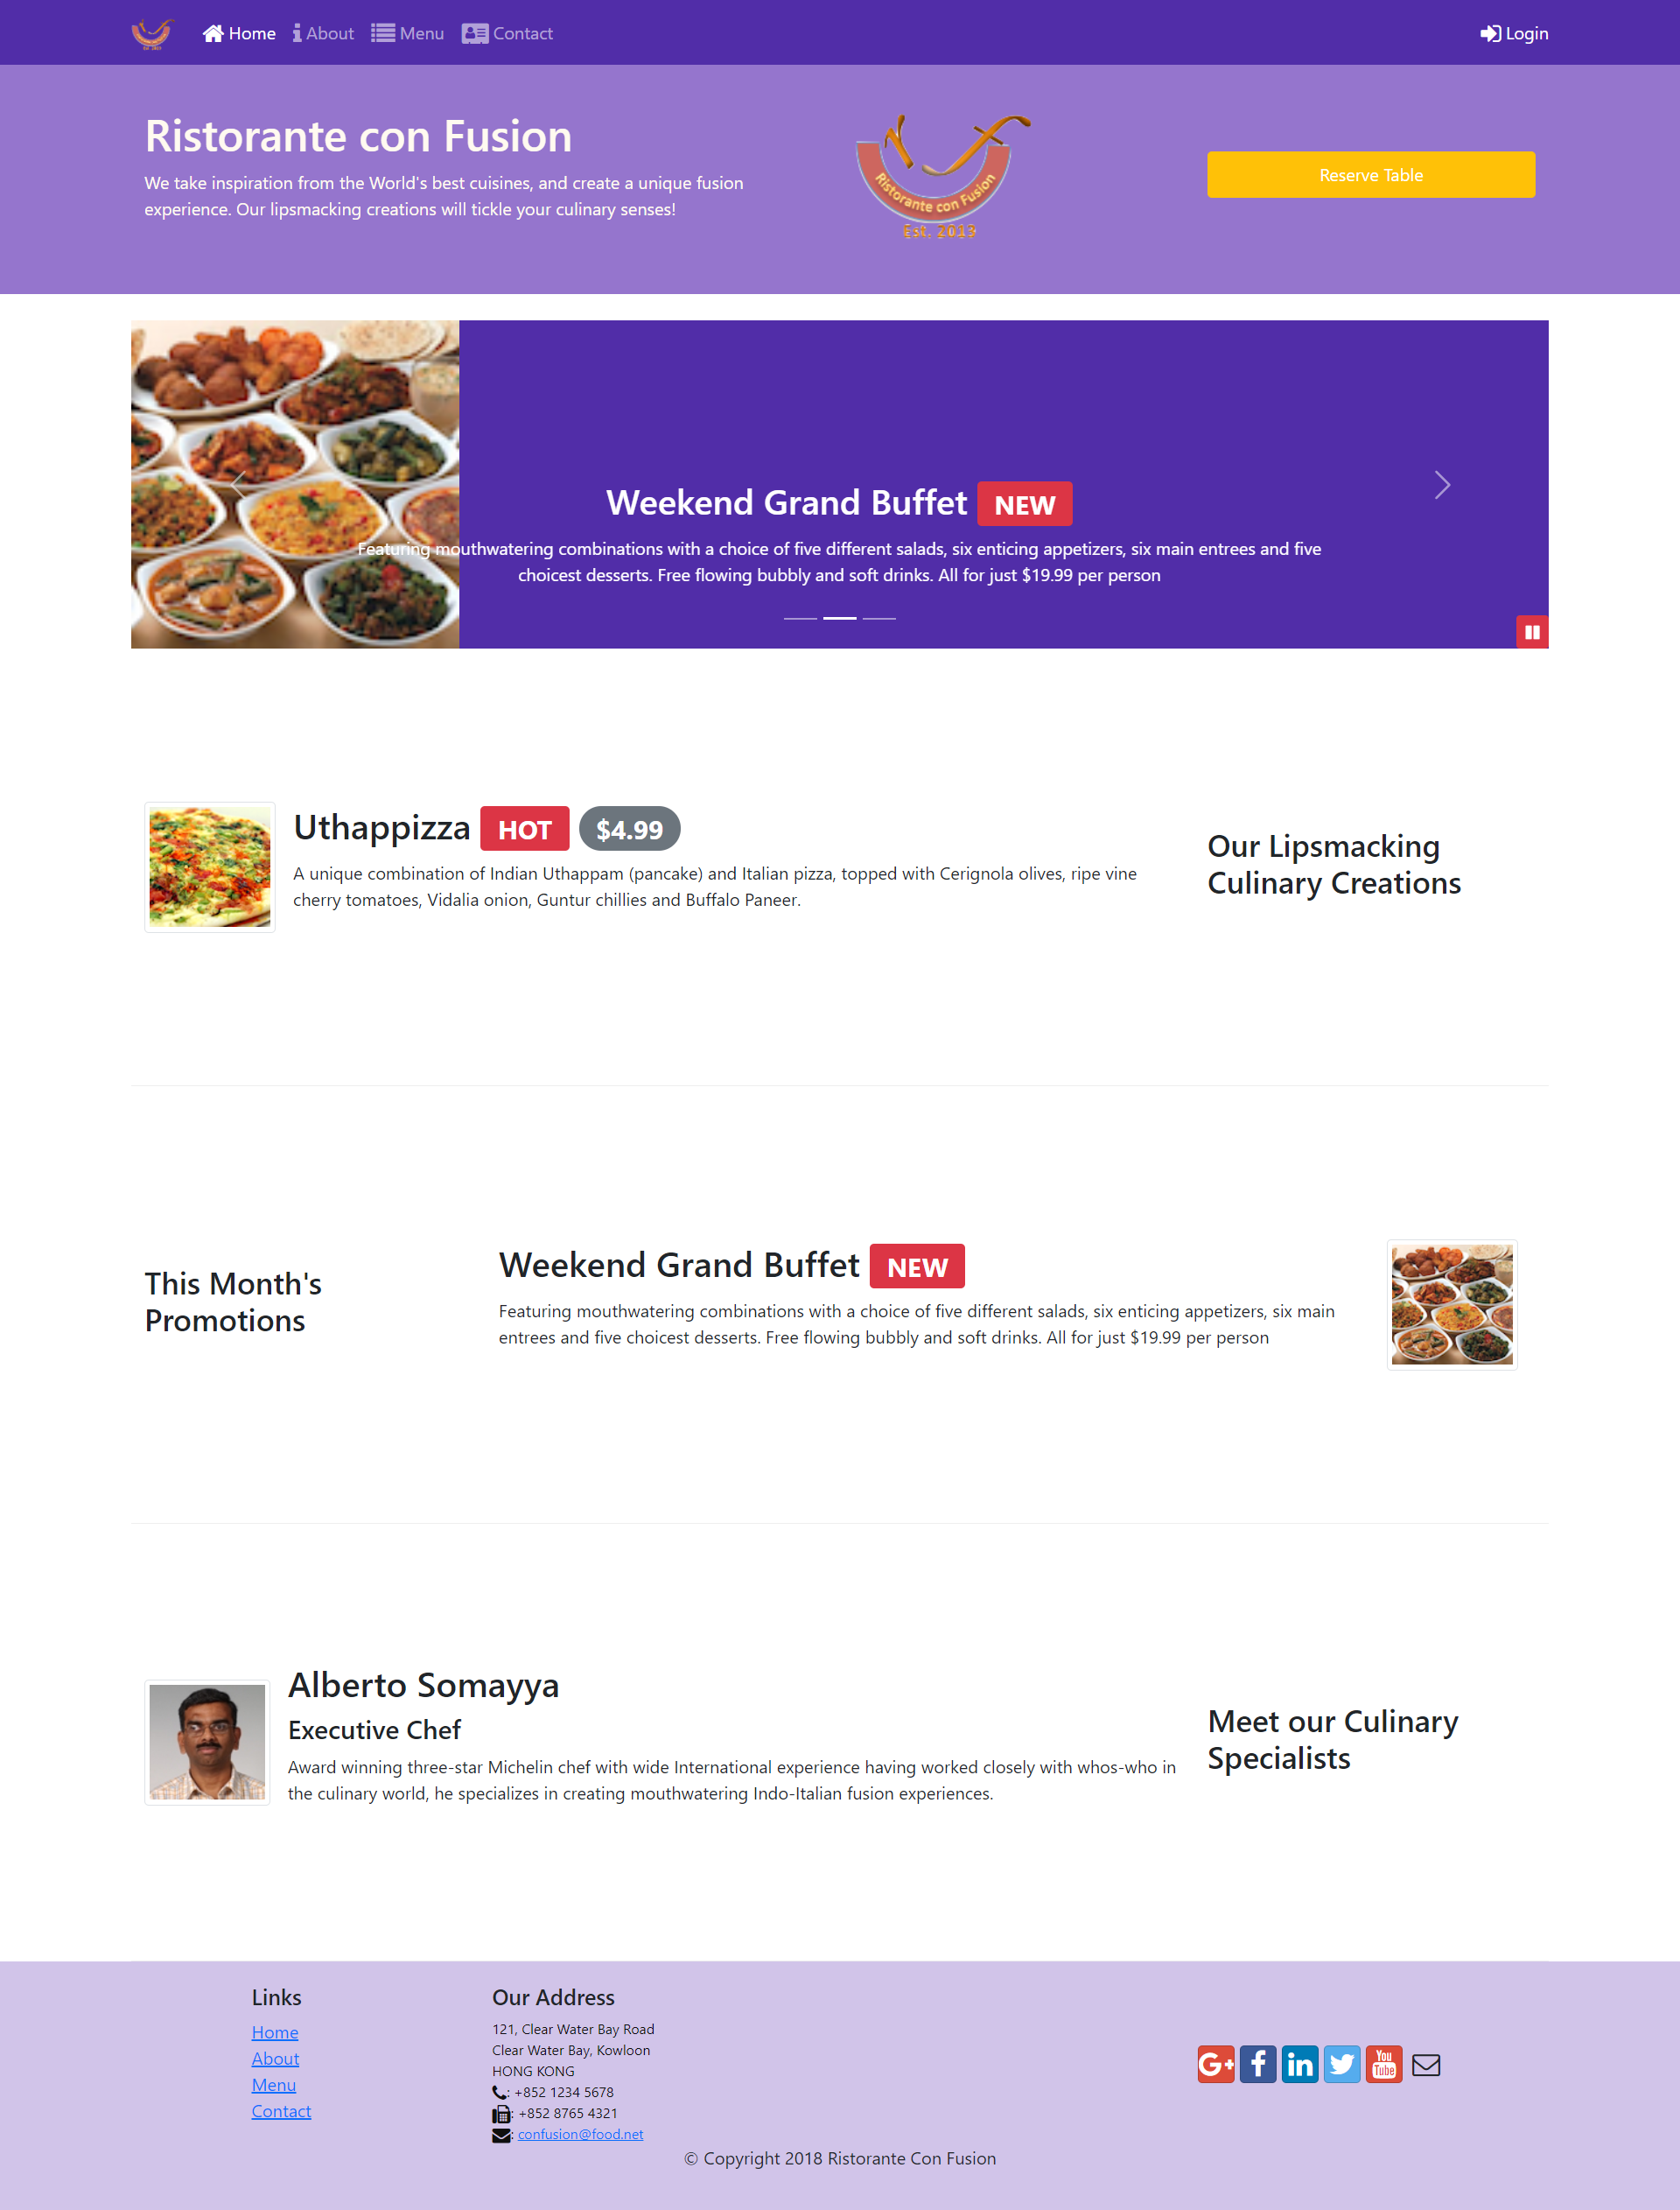 Home About Menu Contact Login
Ristorante con Fusion
We take inspiration from the World's best cuisines, and create a unique fusion
experience. Our lipsmacking creations will tickle your culinary senses!
Ristorante con Fusion
Est. 2013
Reserve Table
Weekend Grand Buffet NEW
Featuring mouthwatering combinations with a choice of five different salads, six enticing appetizers, six main entrees and five
choicest desserts. Free flowing bubbly and soft drinks. All for just $19.99 per person
Uthappizza HOT $4.99
A unique combination of Indian Uthappam (pancake) and Italian pizza, topped with Cerignola olives, ripe vine
cherry tomatoes, Vidalia onion, Guntur chillies and Buffalo Paneer.
Our Lipsmacking
Culinary Creations
This Month's
Promotions
Weekend Grand Buffet NEW
Featuring mouthwatering combinations with a choice of five different salads, six enticing appetizers, six main
entrees and five choicest desserts. Free flowing bubbly and soft drinks. All for just $19.99 per person
Alberto Somayya
Executive Chef
Award winning three-star Michelin chef with wide International experience having worked closely with whos-who in
the culinary world, he specializes in creating mouthwatering Indo-Italian fusion experiences.
Meet our Culinary
Specialists
Links
Home
About
Menu
Contact
Our Address
121, Clear Water Bay Road
Clear Water Bay, Kowloon
HONG KONG
: +852 1234 5678
: +852 8765 4321
: confusion@food.net
G+ f in You Tube
© Copyright 2018 Ristorante Con Fusion